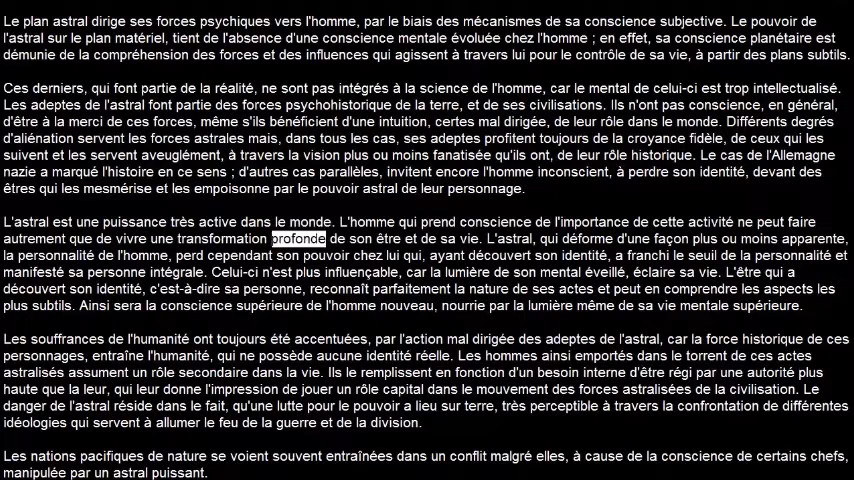 Le plan astral dirige ses forces psychiques vers l'homme, par le biais des mécanismes de sa conscience subjective. Le pouvoir de
l'astral sur le plan matériel, tient de l'absence d'une conscience mentale évoluée chez l'homme ; en effet, sa conscience planétaire est
démunie de la compréhension des forces et des influences qui agissent à travers lui pour le contrôle de sa vie, à partir des plans subtils.
Ces derniers, qui font partie de la réalité, ne sont pas intégrés à la science de l'homme, car le mental de celui-ci est trop intellectualisé.
Les adeptes de l'astral font partie des forces psychohistorique de la terre, et de ses civilisations. Ils n'ont pas conscience, en général,
d'être à la merci de ces forces, même s'ils bénéficient d'une intuition, certes mal dirigée, de leur rôle dans le monde. Différents degrés
d'aliénation servent les forces astrales mais, dans tous les cas, ses adeptes profitent toujours de la croyance fidèle, de ceux qui les
suivent et les servent aveuglément, à travers la vision plus ou moins fanatisée qu'ils ont, de leur rôle historique. Le cas de l'Allemagne
nazie a marqué l'histoire en ce sens ; d'autres cas parallèles, invitent encore l'homme inconscient, à perdre son identité, devant des
êtres qui les mesmérise et les empoisonne par le pouvoir astral de leur personnage.
L'astral est une puissance très active dans le monde. L'homme qui prend conscience de l'importance de cette activité ne peut faire
autrement que de vivre une transformation profonde de son être et de sa vie. L'astral, qui déforme d'une façon plus ou moins apparente,
la personnalité de l'homme, perd cependant son pouvoir chez lui qui, ayant découvert son identité, a franchi le seuil de la personnalité et
manifesté sa personne intégrale. Celui-ci n'est plus influençable, car la lumière de son mental éveillé, éclaire sa vie. L'être qui a
découvert son identité, c'est-à-dire sa personne, reconnaît parfaitement la nature de ses actes et peut en comprendre les aspects les
plus subtils. Ainsi sera la conscience supérieure de l'homme nouveau, nourrie par la lumière même de sa vie mentale supérieure.
Les souffrances de l'humanité ont toujours été accentuées, par l'action mal dirigée des adeptes de l'astral, car la force historique de ces
personnages, entraîne l'humanité, qui ne possède aucune identité réelle. Les hommes ainsi emportés dans le torrent de ces actes
astralisés assument un rôle secondaire dans la vie. Ils le remplissent en fonction d'un besoin interne d'être régi par une autorité plus
haute que la leur, qui leur donne l'impression de jouer un rôle capital dans le mouvement des forces astralisées de la civilisation. Le
danger de l'astral réside dans le fait, qu'une lutte pour le pouvoir a lieu sur terre, très perceptible à travers la confrontation de différentes
idéologies qui servent à allumer le feu de la guerre et de la division.
Les nations pacifiques de nature se voient souvent entraînées dans un conflit malgré elles, à cause de la conscience de certains chefs,
manipulée par un astral puissant.